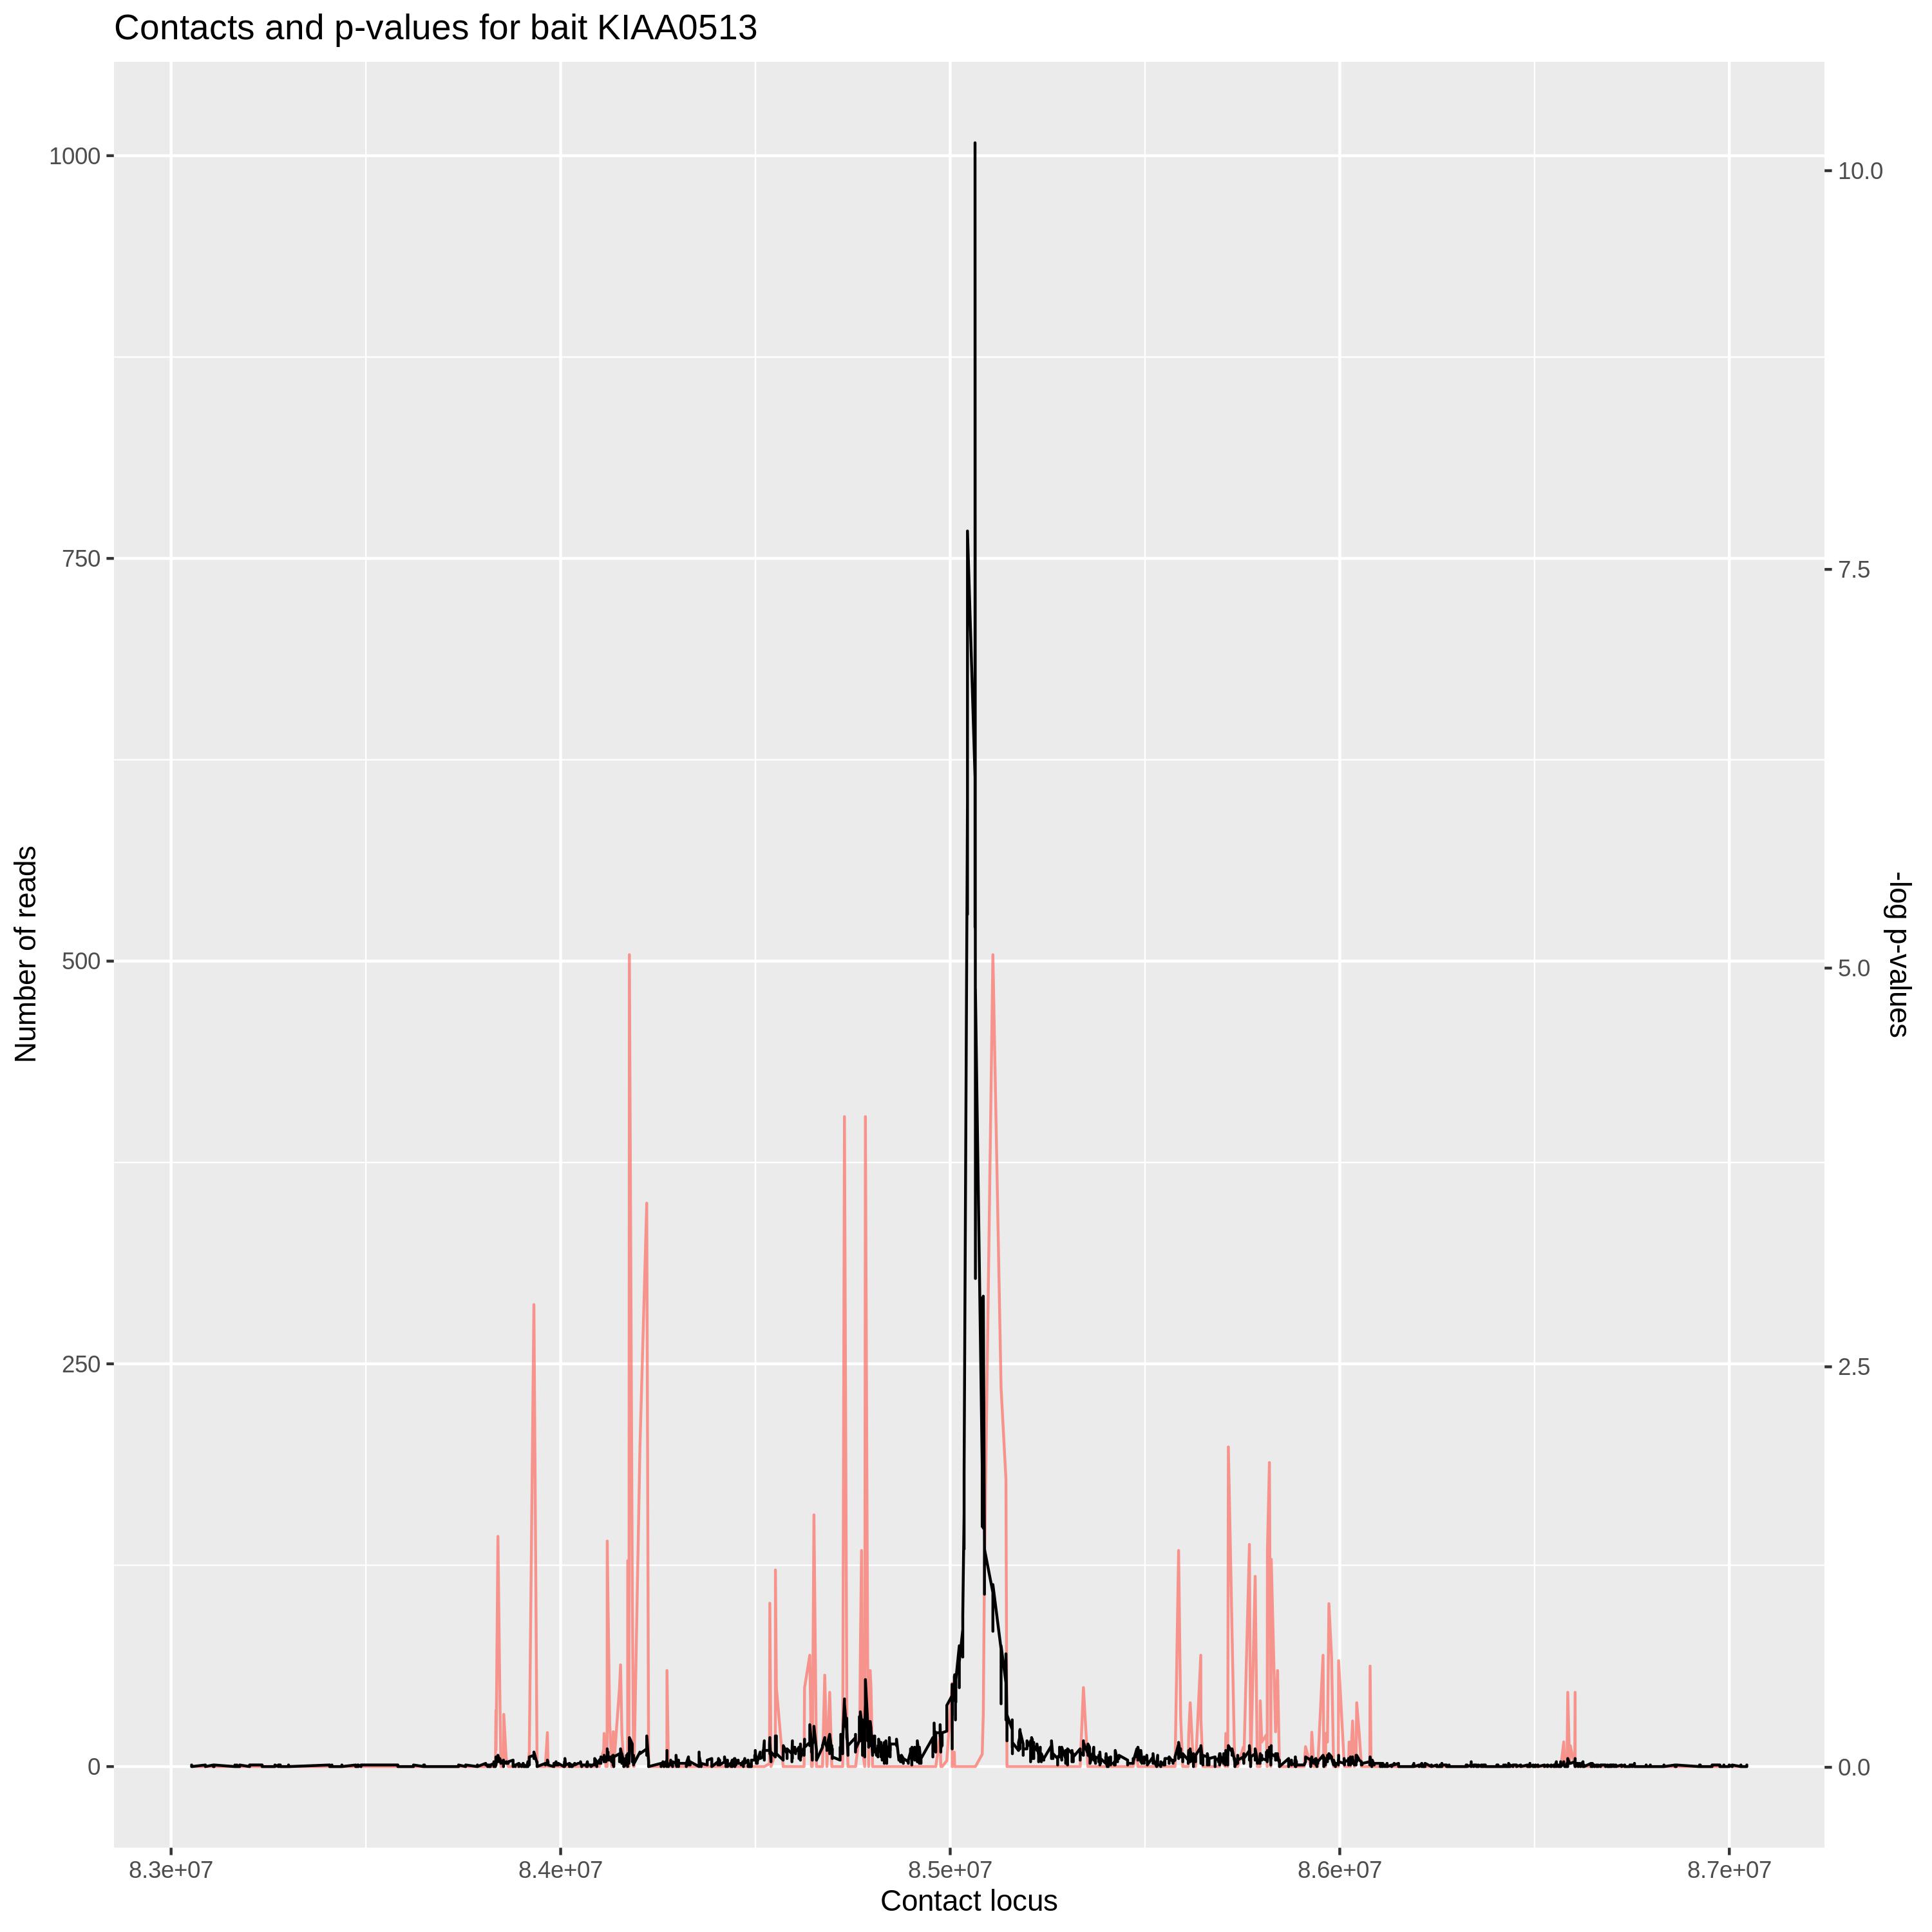 Contacts and p-values for bait KIAA0513
1000
750
500
250
0
Number of reads
10.0
7.5
5.0
2.5
0.0
-log p-values
8.3e+07
8.4e+07
8.5e+07
8.6e+07
8.7e+07
Contact locus